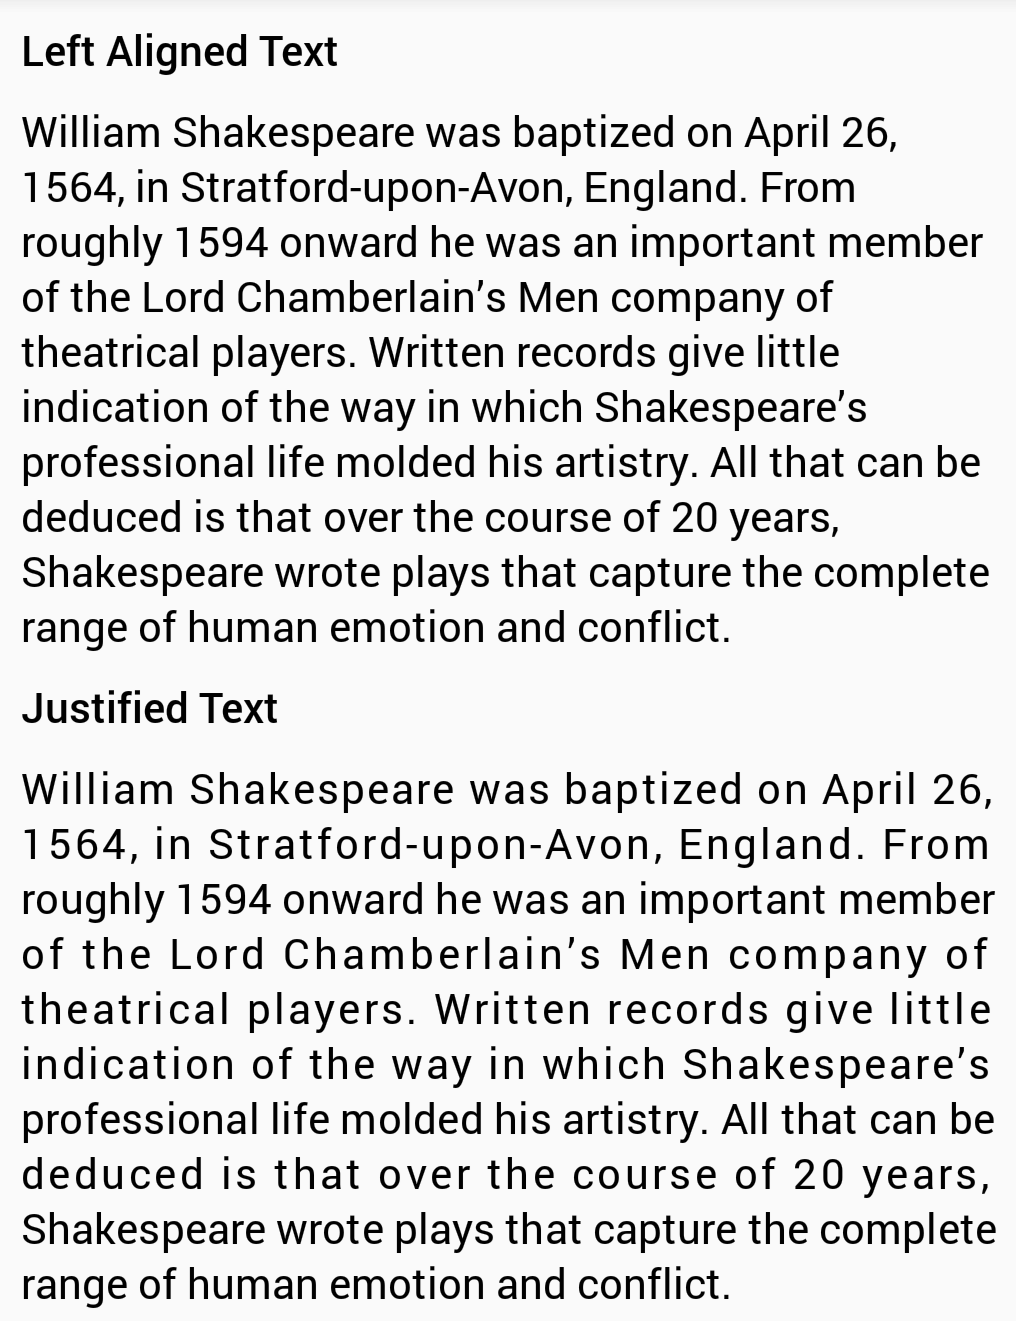 Left Aligned Text
William Shakespeare was baptized on April 26,
1564, in Stratford-upon-Avon, England. From
roughly 1594 onward he was an important member
of the Lord Chamberlain’s Men company of
theatrical players. Written records give little
indication of the way in which Shakespeare’s
professional life molded his artistry. All that can be
deduced is that over the course of 20 years,
Shakespeare wrote plays that capture the complete
range of human emotion and conflict.
Justified Text
William Shakespeare was baptized on April 26,
1564, in Stratford-upon-Avon, England. From
roughly 1594 onward he was an important member
of the Lord Chamberlain’s Men company of
theatrical players. Written records give little
indication of the way in which Shakespeare’s
professional life molded his artistry. All that can be
deduced is that over the course of 20 years,
Shakespeare wrote plays that capture the complete
range of human emotion and conflict.